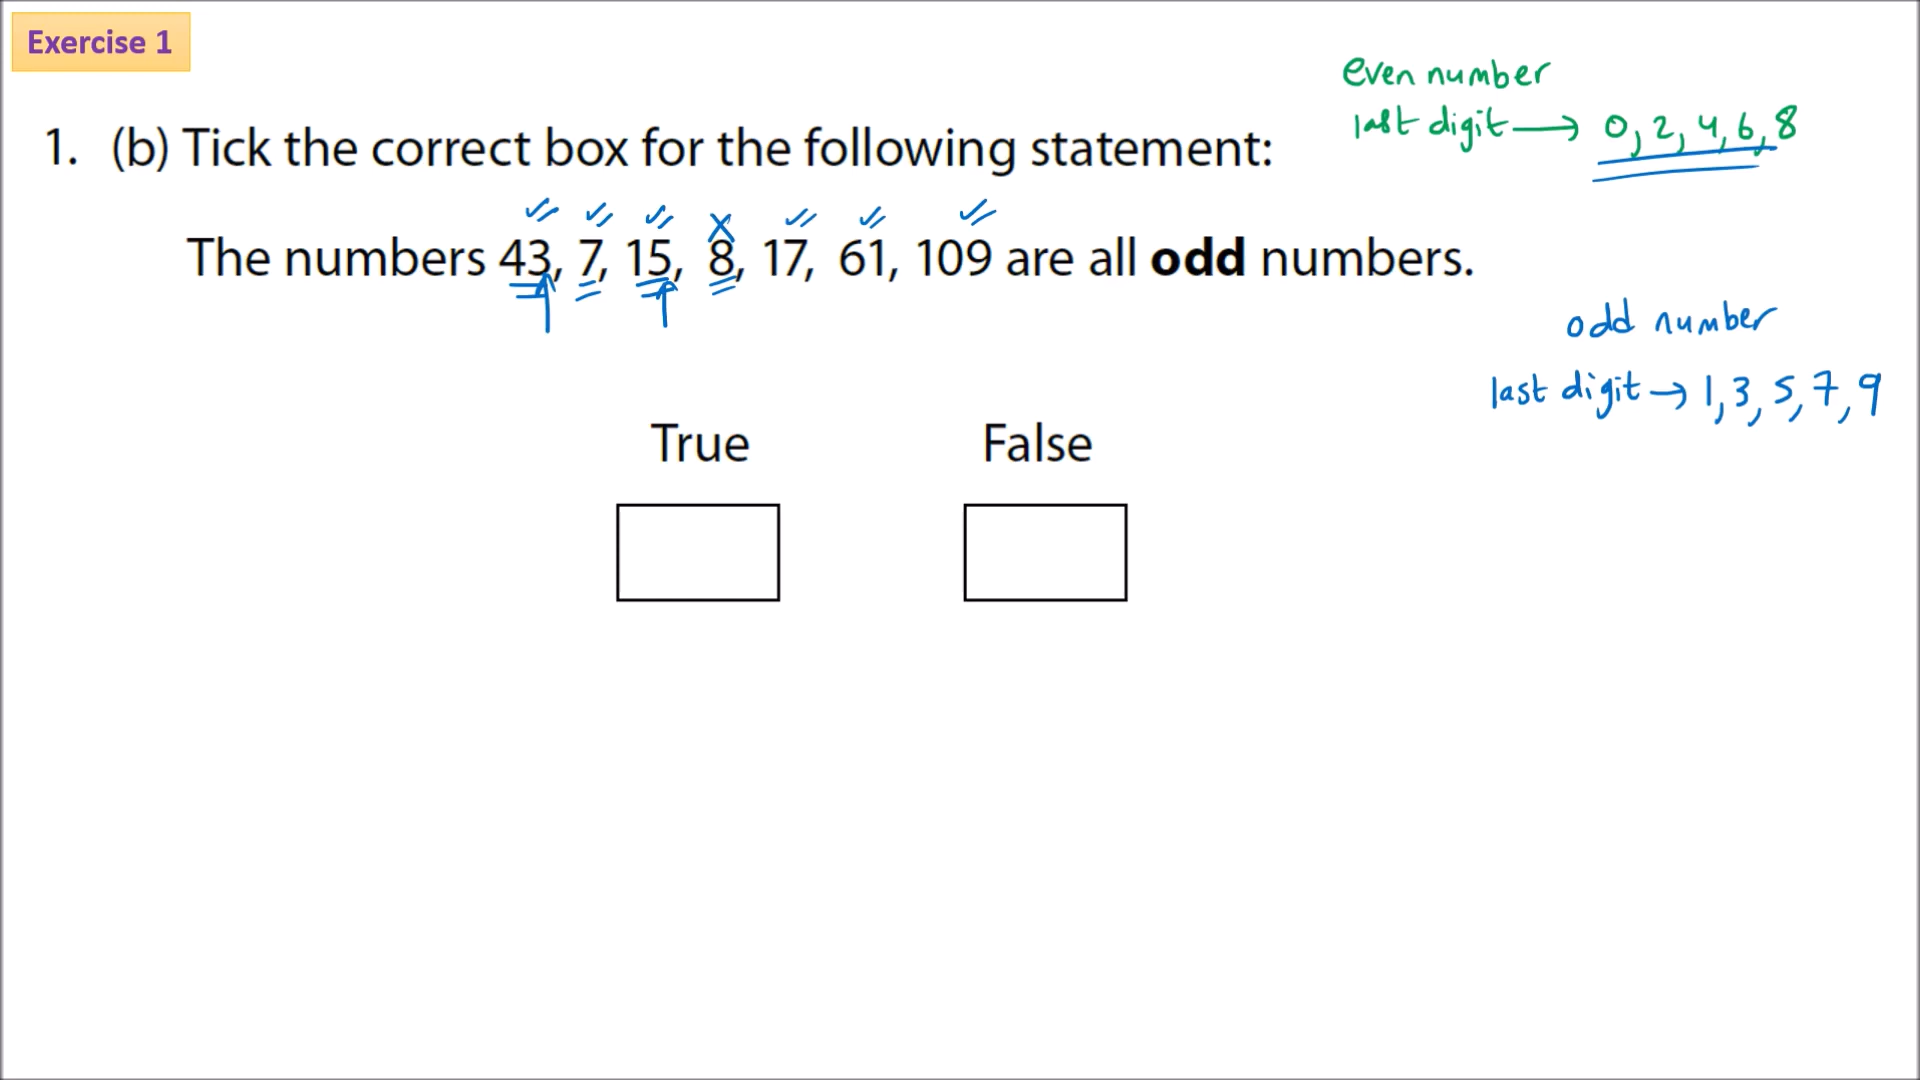 Exercise 1
even number
last digit → 0, 2, 4, 6, 8
1. (b) Tick the correct box for the following statement:
The numbers 43, 7, 15, 8, 17, 61, 109 are all odd numbers.
odd number
last digit → 1, 3, 5, 7, 9
True False